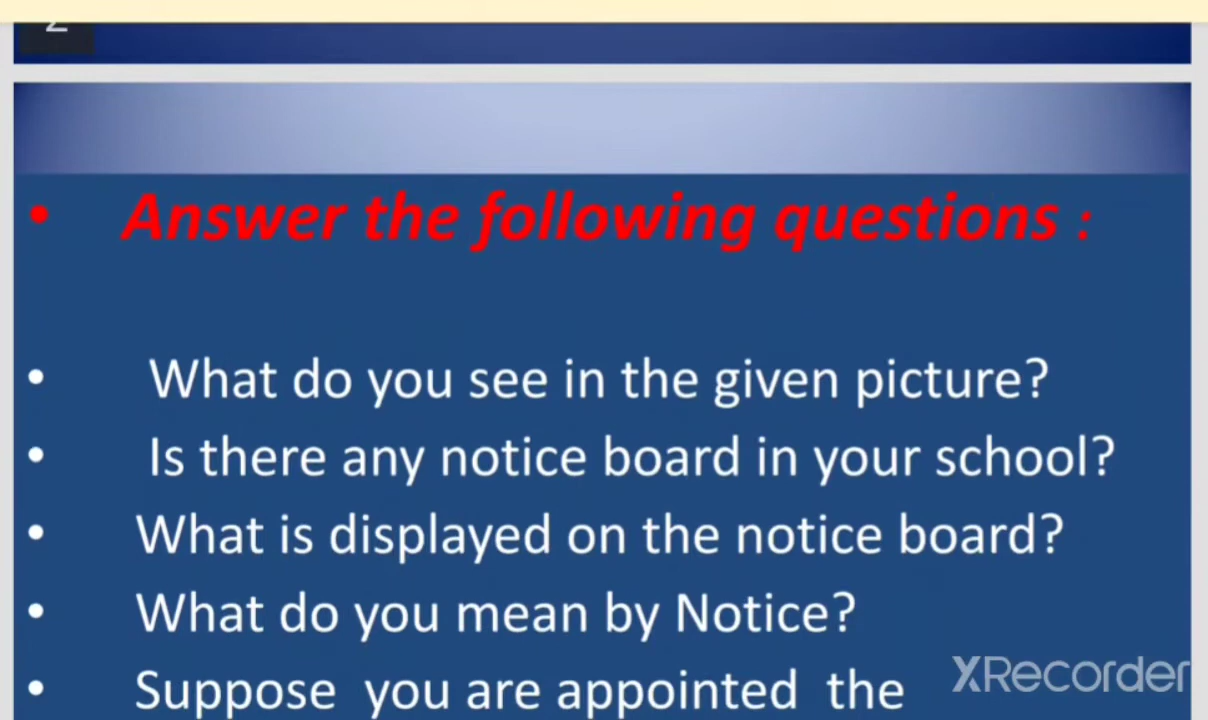 • Answer the following questions :
• What do you see in the given picture?
• Is there any notice board in your school?
• What is displayed on the notice board?
• What do you mean by Notice?
• Suppose you are appointed the
XRecorder